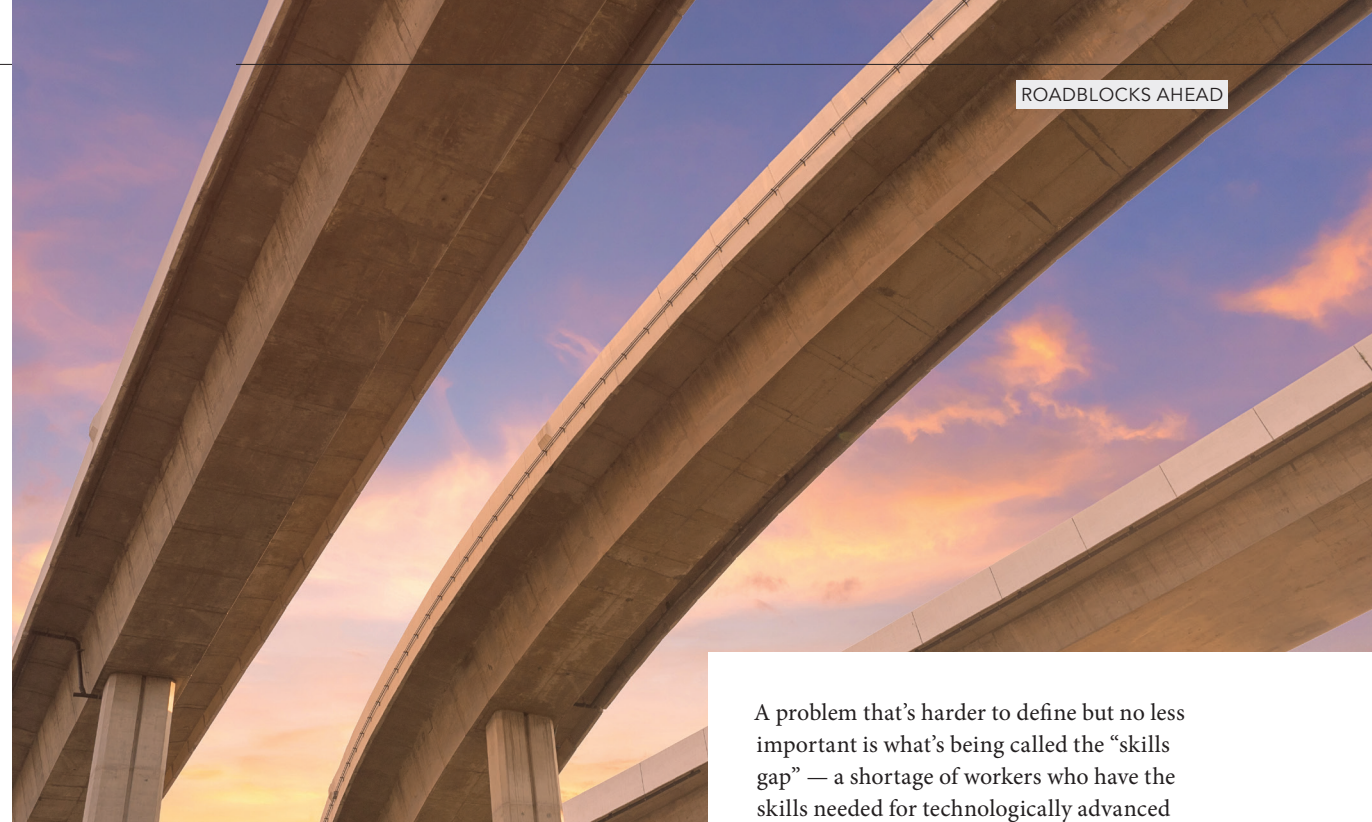 ROADBLOCKS AHEAD
A problem that’s harder to define but no less
important is what’s being called the “skills
gap” — a shortage of workers who have the
skills needed for technologically advanced